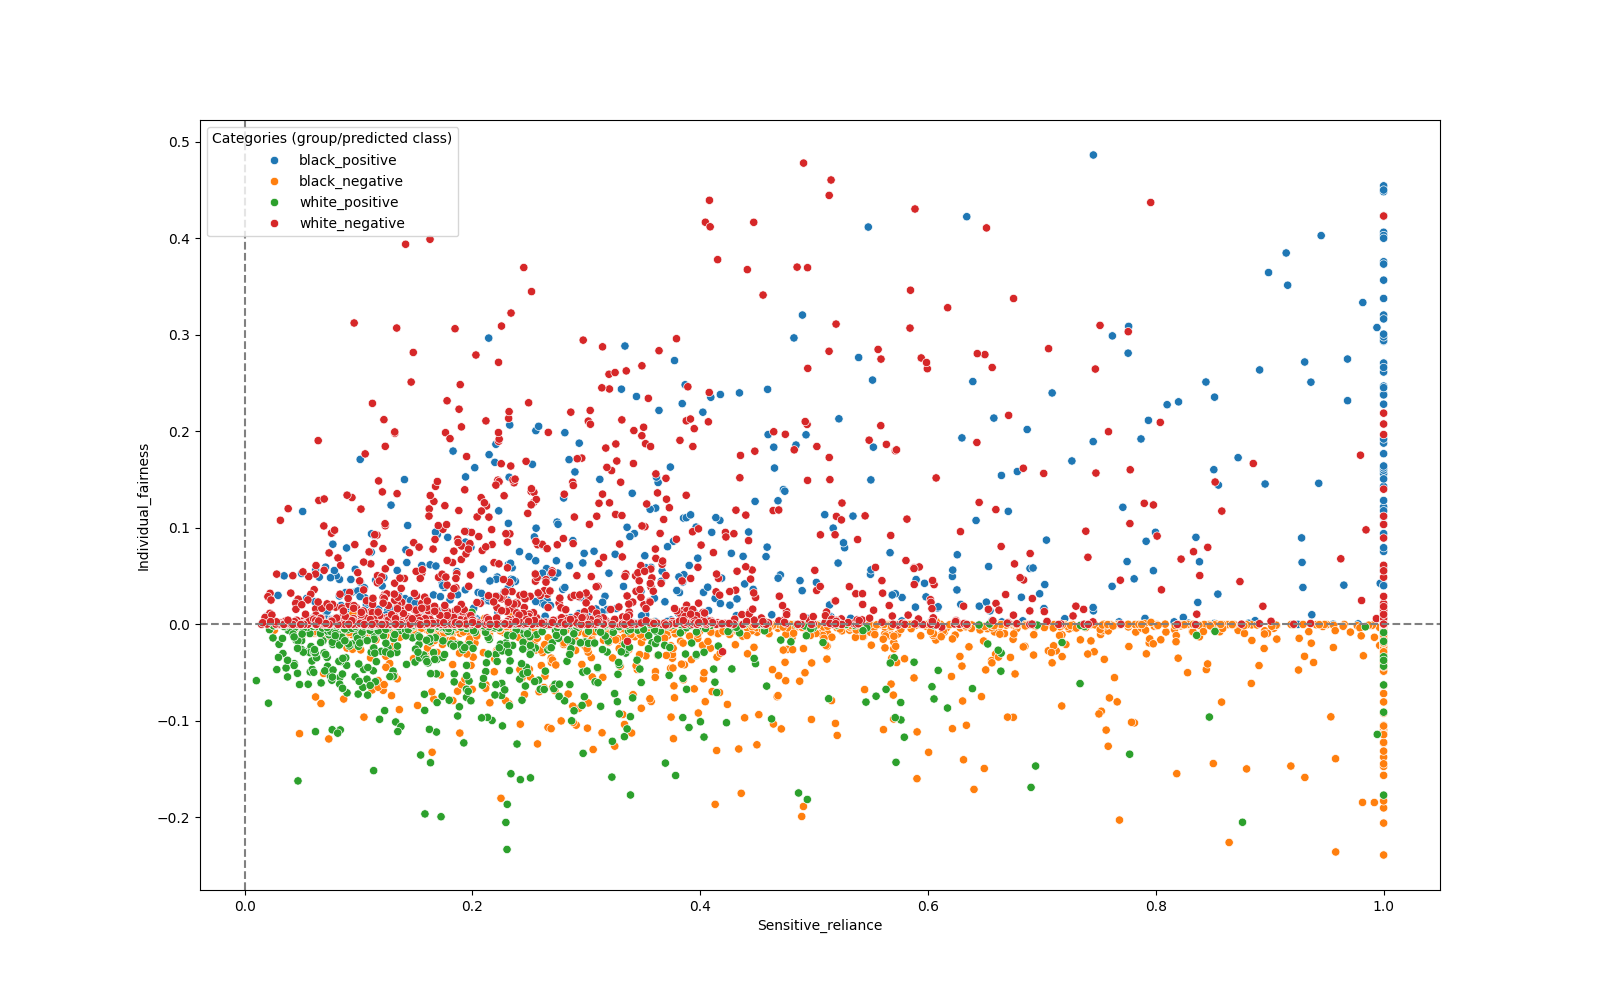 Categories (group/predicted class)
black_positive
black_negative
white_positive
white_negative
0.5
0.4
0.3
0.2
0.1
0.0
−0.1
−0.2
Individual_fairness
0.0
0.2
0.4
0.6
0.8
1.0
Sensitive_reliance